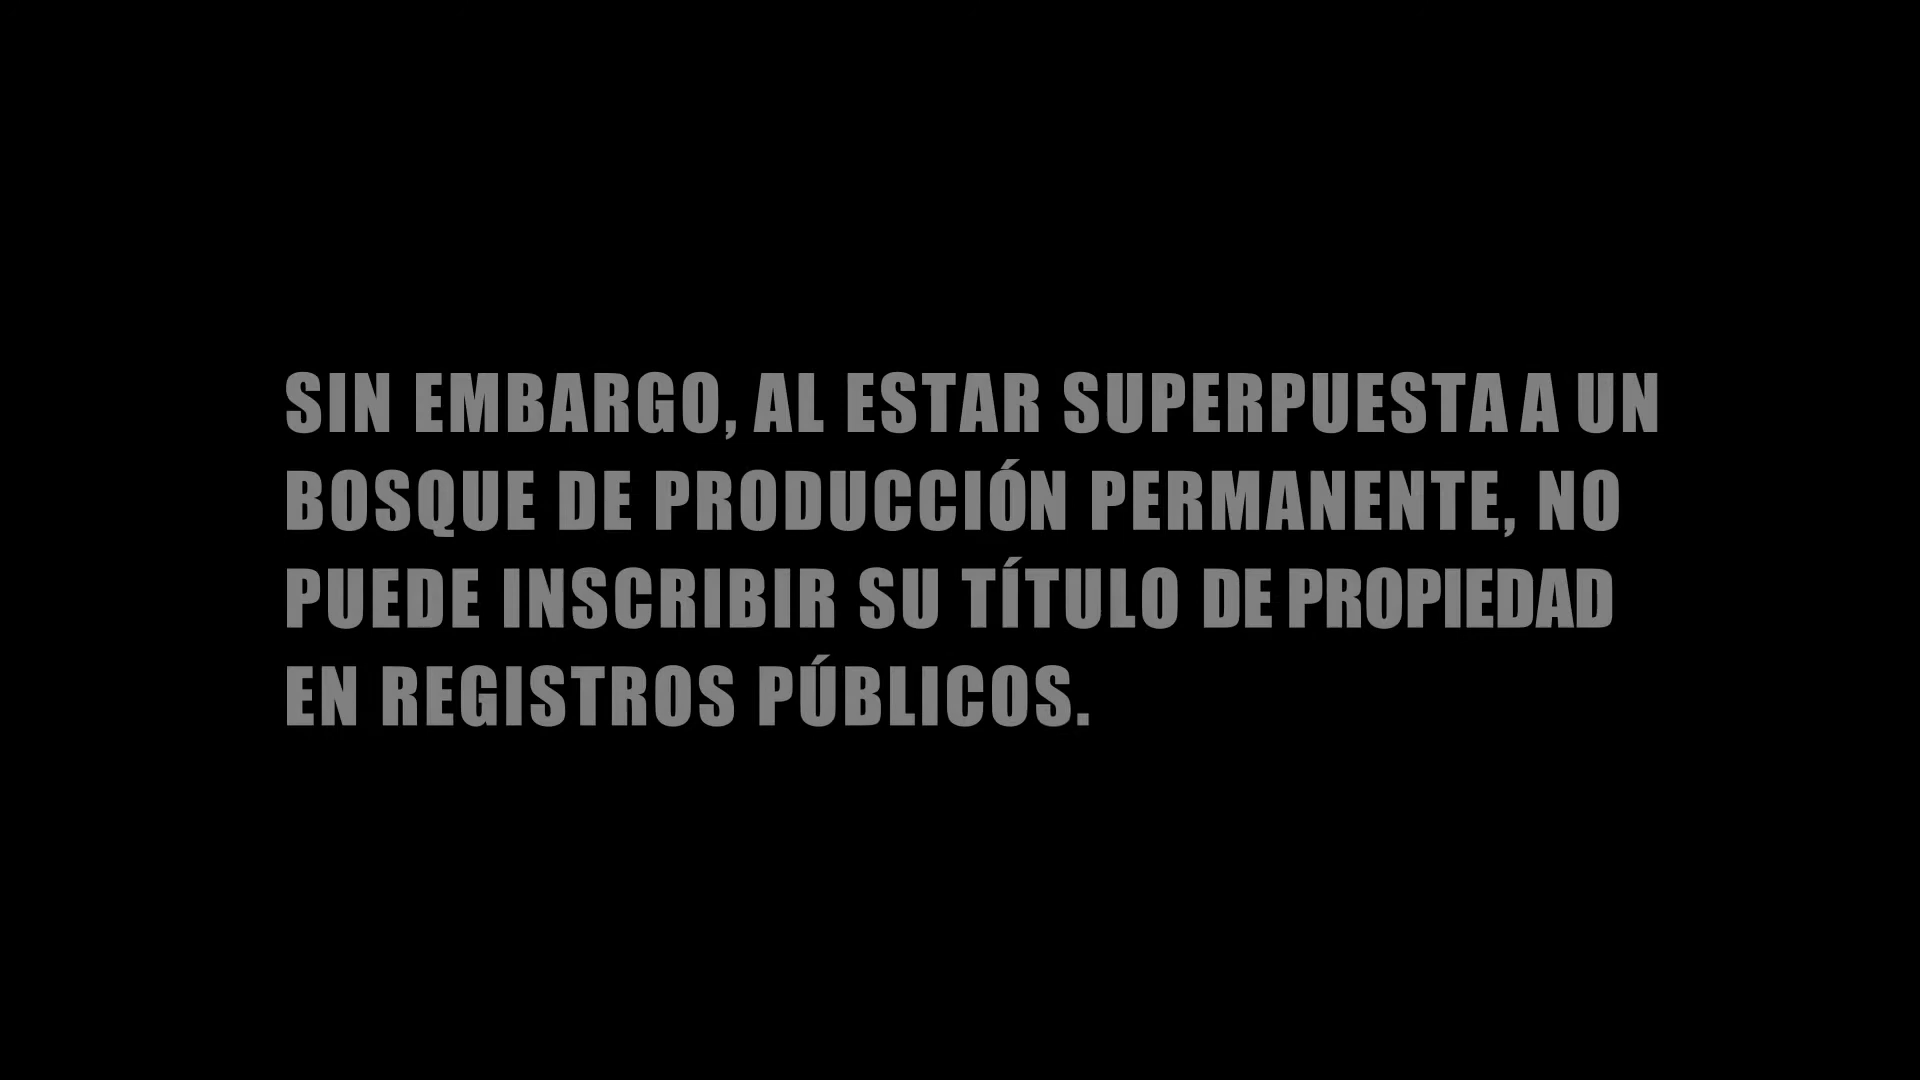 SIN EMBARGO, AL ESTAR SUPERPUESTA A UN
BOSQUE DE PRODUCCIÓN PERMANENTE, NO
PUEDE INSCRIBIR SU TÍTULO DE PROPIEDAD
EN REGISTROS PÚBLICOS.